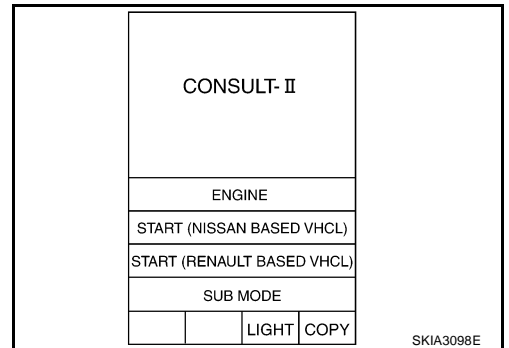 CONSULT-Ⅱ
ENGINE
START (NISSAN BASED VHCL)
START (RENAULT BASED VHCL)
SUB MODE
LIGHT COPY
SKIA3098E